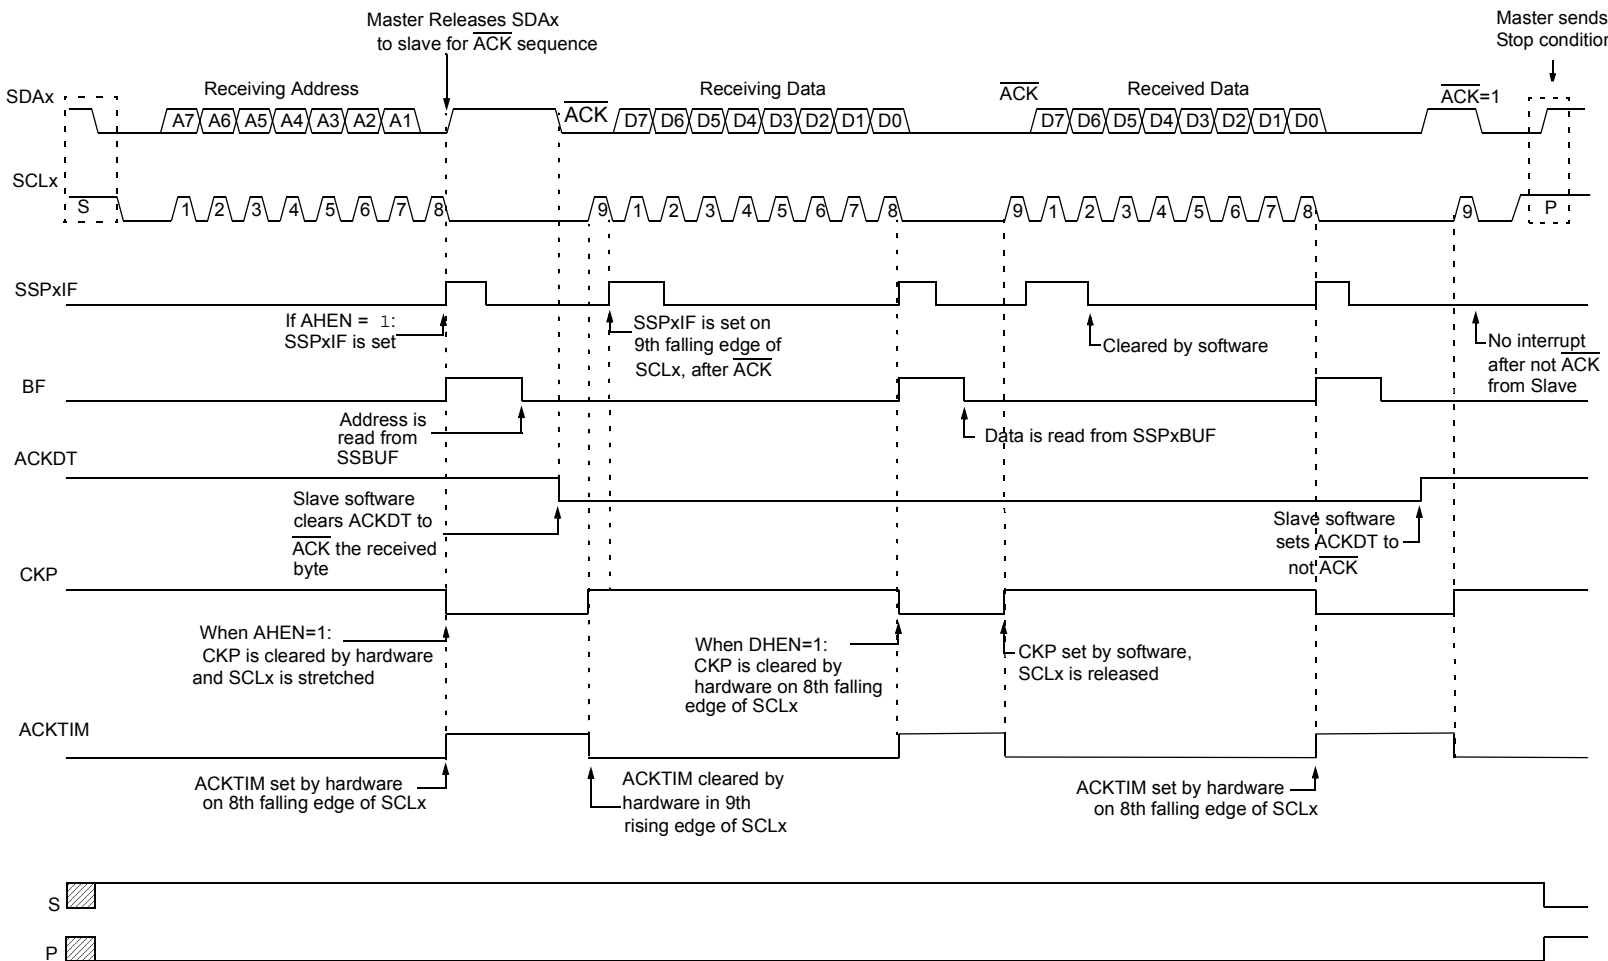 Master Releases SDAx
to slave for ACK sequence
Master sends
Stop condition
SDAx
Receiving Address
ACK
Receiving Data
ACK
Received Data
ACK=1
A7 A6 A5 A4 A3 A2 A1
D7 D6 D5 D4 D3 D2 D1 D0
D7 D6 D5 D4 D3 D2 D1 D0
SCLx
S
1 2 3 4 5 6 7 8
9 1 2 3 4 5 6 7 8
9 1 2 3 4 5 6 7 8
9
P
SSPxIF
If AHEN = 1:
SSPxIF is set
SSPxIF is set on
9th falling edge of
SCLx, after ACK
Cleared by software
No interrupt
after not ACK
from Slave
BF
Address is
read from
SSBUF
Data is read from SSPxBUF
ACKDT
Slave software
clears ACKDT to
ACK the received
byte
Slave software
sets ACKDT to
not ACK
CKP
When AHEN=1:
CKP is cleared by hardware
and SCLx is stretched
When DHEN=1:
CKP is cleared by
hardware on 8th falling
edge of SCLx
CKP set by software,
SCLx is released
ACKTIM
ACKTIM set by hardware
on 8th falling edge of SCLx
ACKTIM cleared by
hardware in 9th
rising edge of SCLx
ACKTIM set by hardware
on 8th falling edge of SCLx
S
P